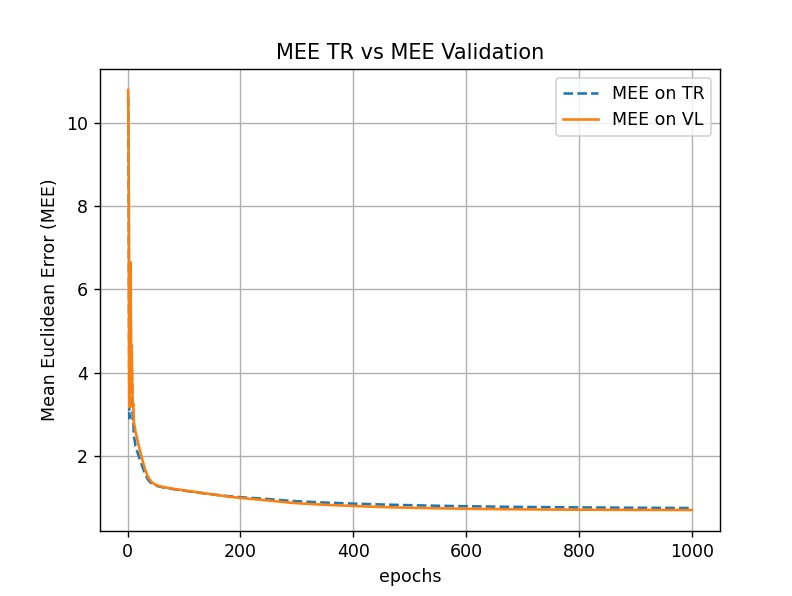 MEE TR vs MEE Validation
MEE on TR
MEE on VL
Mean Euclidean Error (MEE)
10
8
6
4
2
0 200 400 600 800 1000
epochs